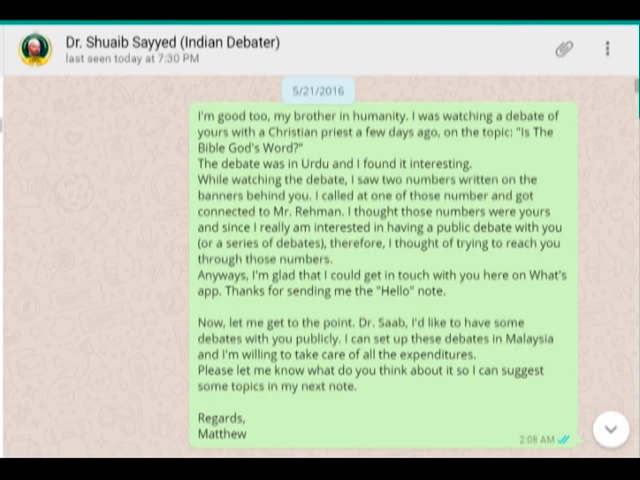 Dr. Shuaib Sayyed (Indian Debater)
last seen today at 7:30 PM
5/21/2016
I'm good too, my brother in humanity. I was watching a debate of
yours with a Christian priest a few days ago, on the topic: "Is The
Bible God's Word?"
The debate was in Urdu and I found it interesting.
While watching the debate, I saw two numbers written on the
banners behind you. I called at one of those number and got
connected to Mr. Rehman. I thought those numbers were yours
and since I really am interested in having a public debate with you
(or a series of debates), therefore, I thought of trying to reach you
through those numbers.
Anyways, I'm glad that I could get in touch with you here on What's
app. Thanks for sending me the "Hello" note.
Now, let me get to the point. Dr. Saab, I'd like to have some
debates with you publicly. I can set up these debates in Malaysia
and I'm willing to take care of all the expenditures.
Please let me know what do you think about it so I can suggest
some topics in my next note.
Regards,
Matthew
2:08 AM